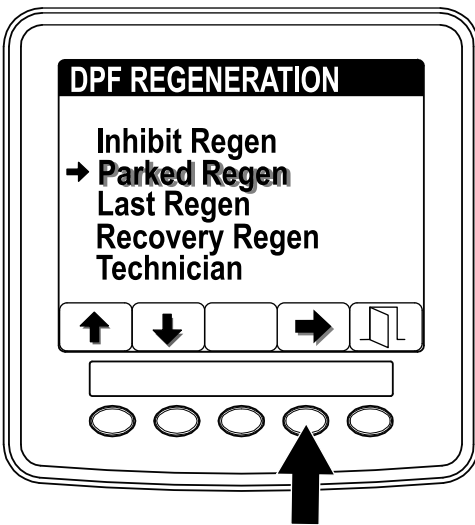 DPF REGENERATION
Inhibit Regen
Parked Regen
Last Regen
Recovery Regen
Technician